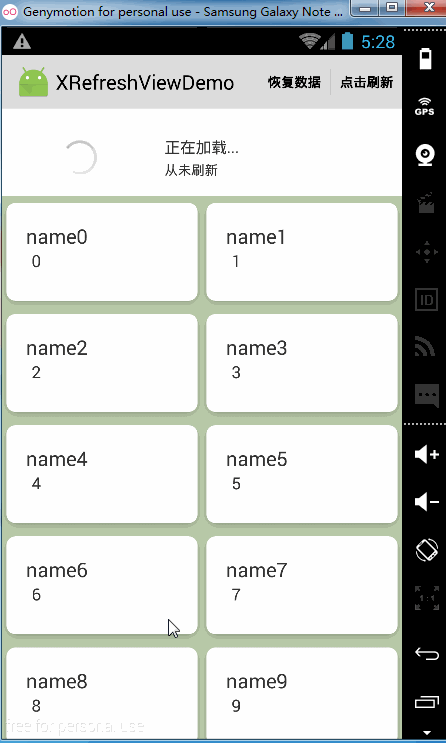 Genymotion for personal use - Samsung Galaxy Note ...
5:28
XRefreshViewDemo 恢复数据 点击刷新
GPS
正在加载...
从未刷新
name0 name1
0 1
ID
name2 name3
2 3
name4 name5
4 5
name6 name7
6 7
1:1
name8 name9
8 9
free for personal use